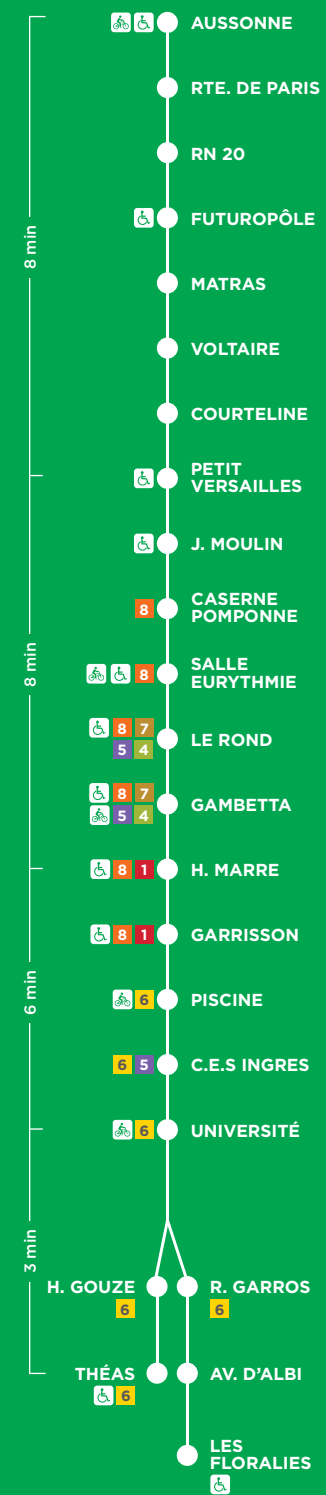 AUSSONNE
RTE. DE PARIS
RN 20
FUTUROPÔLE
8 min
MATRAS
VOLTAIRE
COURTELINE
PETIT
VERSAILLES
J. MOULIN
8
CASERNE
POMPONNE
8 min
8
SALLE
EURYTHMIE
8 7
5 4
LE ROND
8 7
5 4
GAMBETTA
8 1
H. MARRE
8 1
GARRISSON
6 min
6
PISCINE
6 5
C.E.S INGRES
6
UNIVERSITÉ
3 min
H. GOUZE
6
R. GARROS
6
THÉAS
6
AV. D'ALBI
LES
FLORALIES